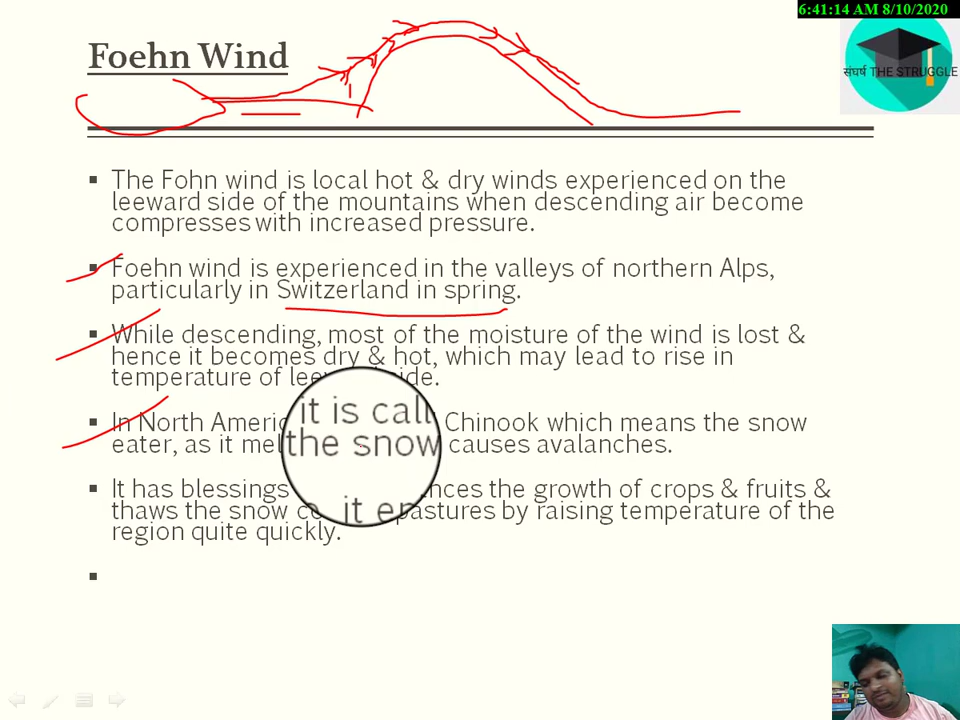 6:41:14 AM 8/10/2020
Foehn Wind
संघर्ष THE STRUGGLE
▪ The Fohn wind is local hot & dry winds experienced on the
leeward side of the mountains when descending air become
compresses with increased pressure.
▪ Foehn wind is experienced in the valleys of northern Alps,
particularly in Switzerland in spring.
▪ While descending, most of the moisture of the wind is lost &
hence it becomes dry & hot, which may lead to rise in
temperature of side.
▪ In North it is call Chinook which means the snow
eater, as it the snow causes avalanches.
▪ It has blessings it the growth of crops & fruits &
thaws the snow pastures by raising temperature of the
region quite quickly.
▪